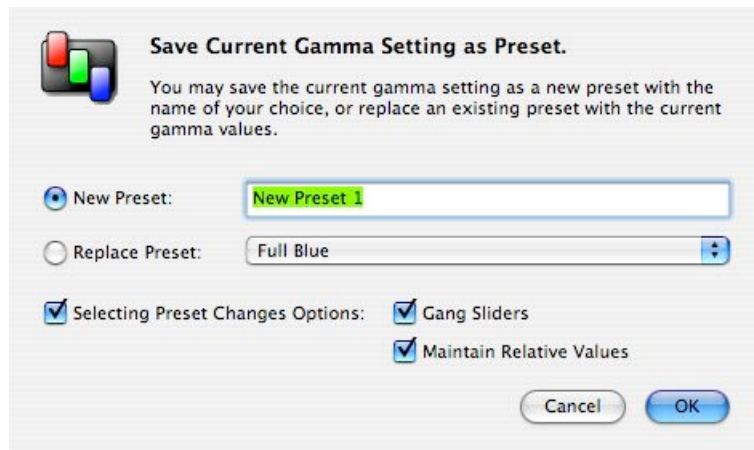 Save Current Gamma Setting as Preset.
You may save the current gamma setting as a new preset with the
name of your choice, or replace an existing preset with the current
gamma values.
New Preset: New Preset 1
Replace Preset: Full Blue
Selecting Preset Changes Options: Gang Sliders
Maintain Relative Values
Cancel OK